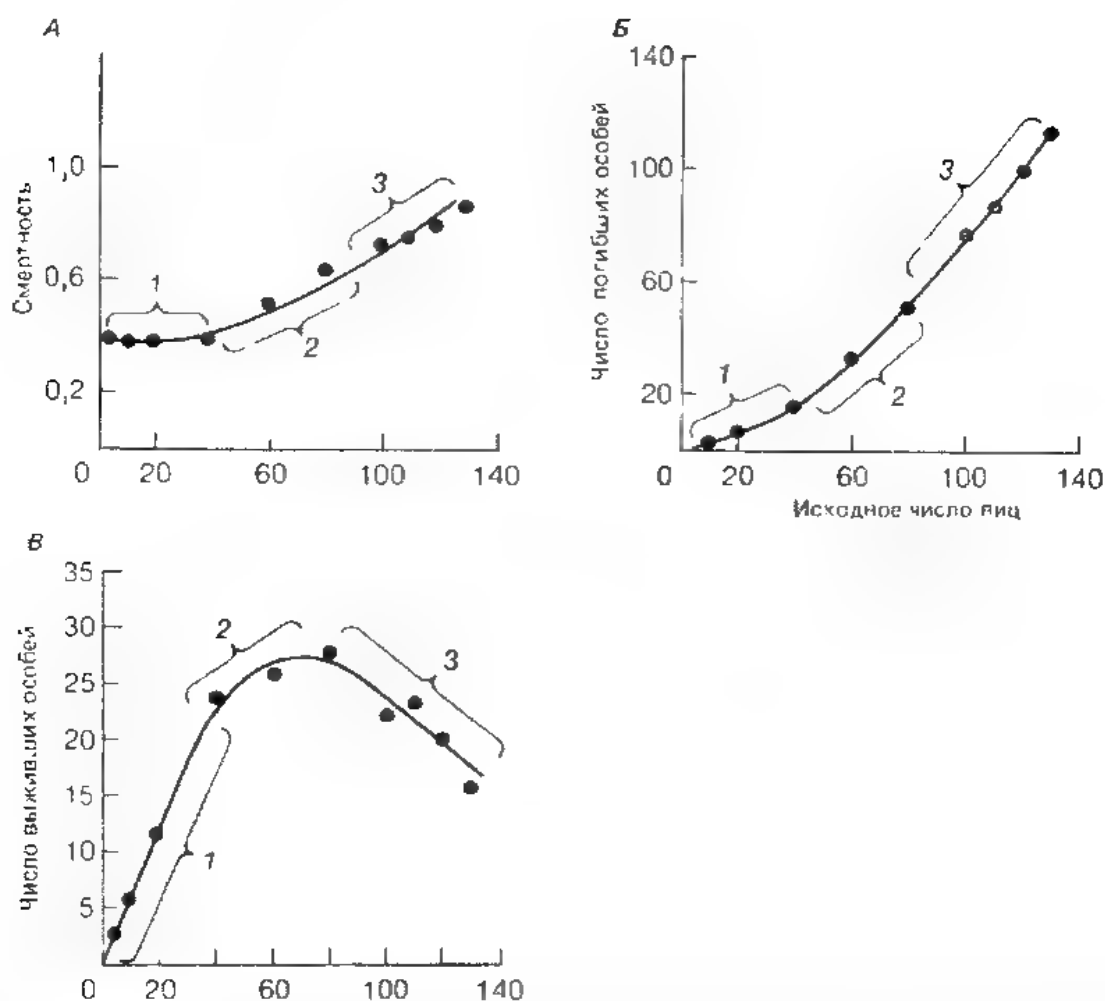 А
Смертность
1,0
0,6
0,2
1
2
3
0 20 60 100 140
Б
Число погибших особей
140
100
60
20
1
2
3
0 20 60 100 140
Исходное число яиц
В
Число выживших особей
35
30
25
20
15
10
5
1
2
3
0 20 60 80 100 140